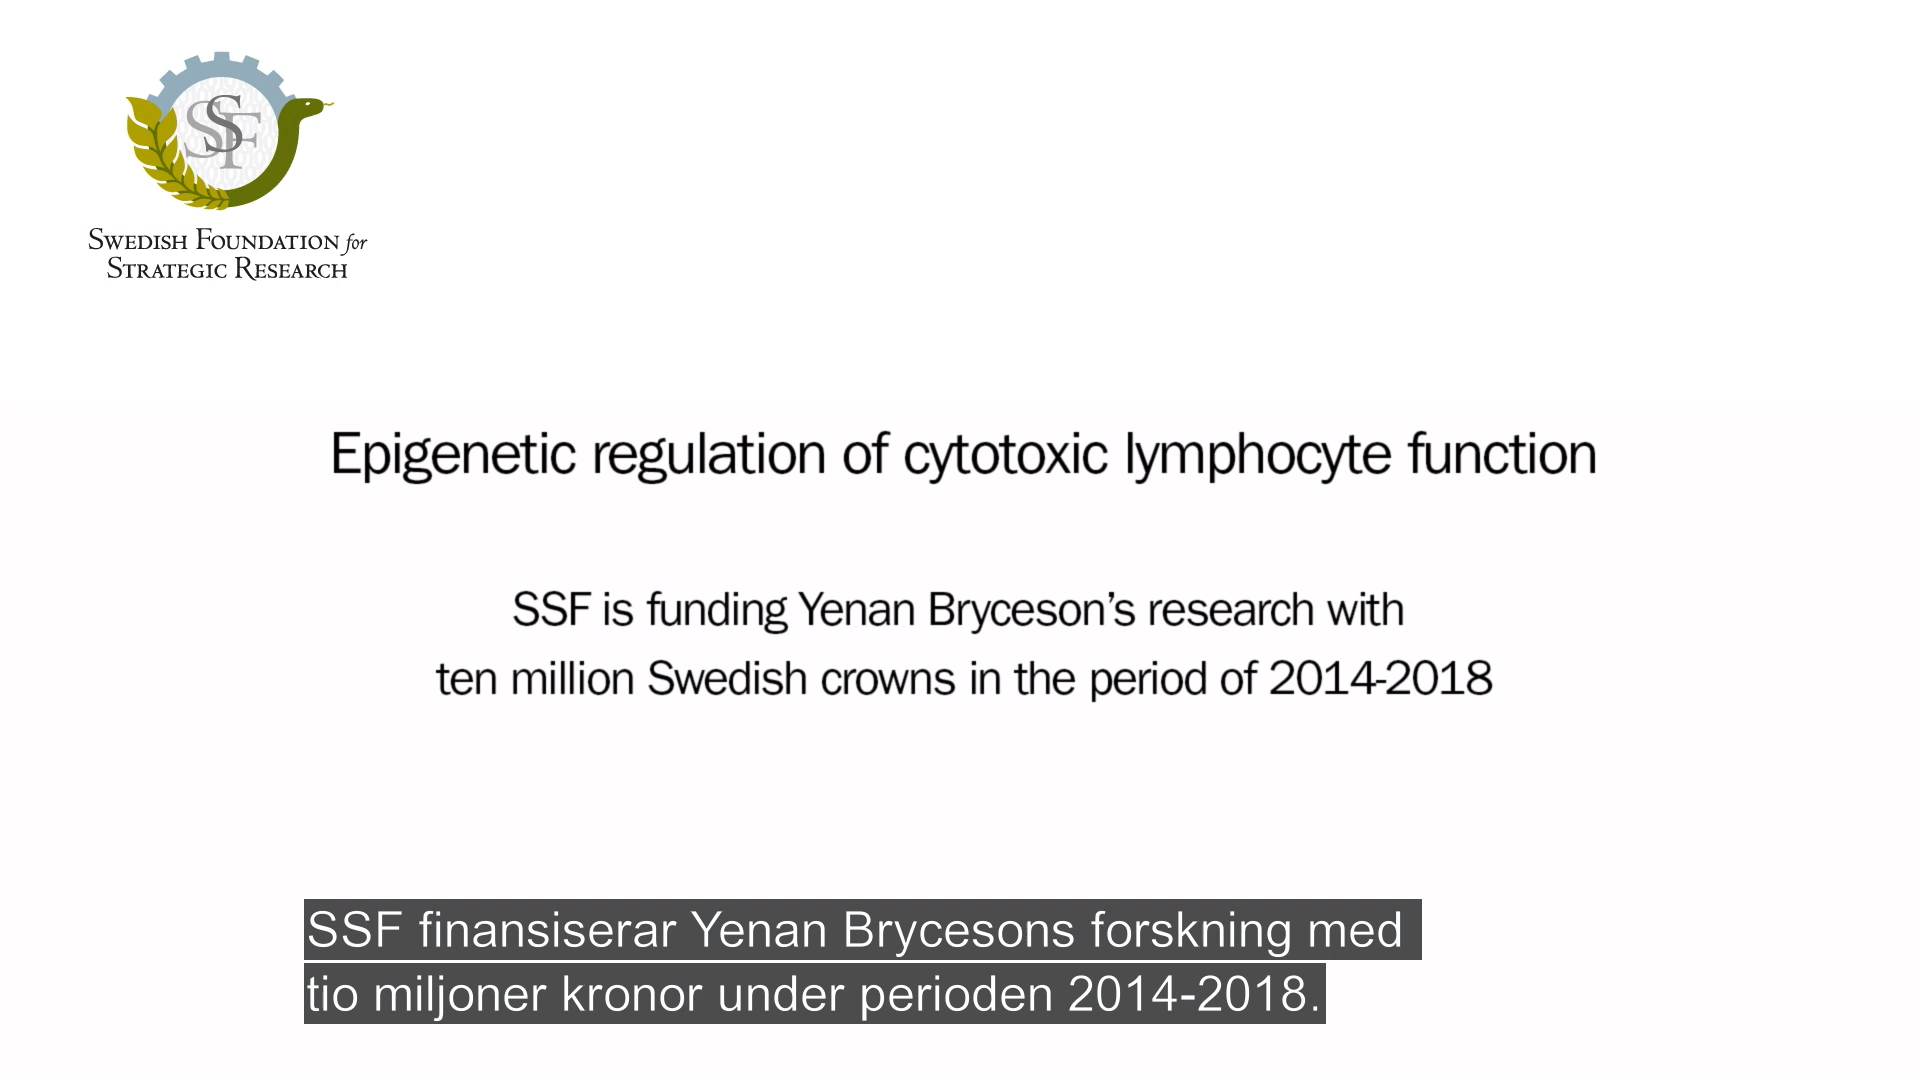 SSF
Swedish Foundation for
Strategic Research
Epigenetic regulation of cytotoxic lymphocyte function
SSF is funding Yenan Bryceson’s research with
ten million Swedish crowns in the period of 2014-2018
SSF finansiserar Yenan Brycesons forskning med
tio miljoner kronor under perioden 2014-2018.